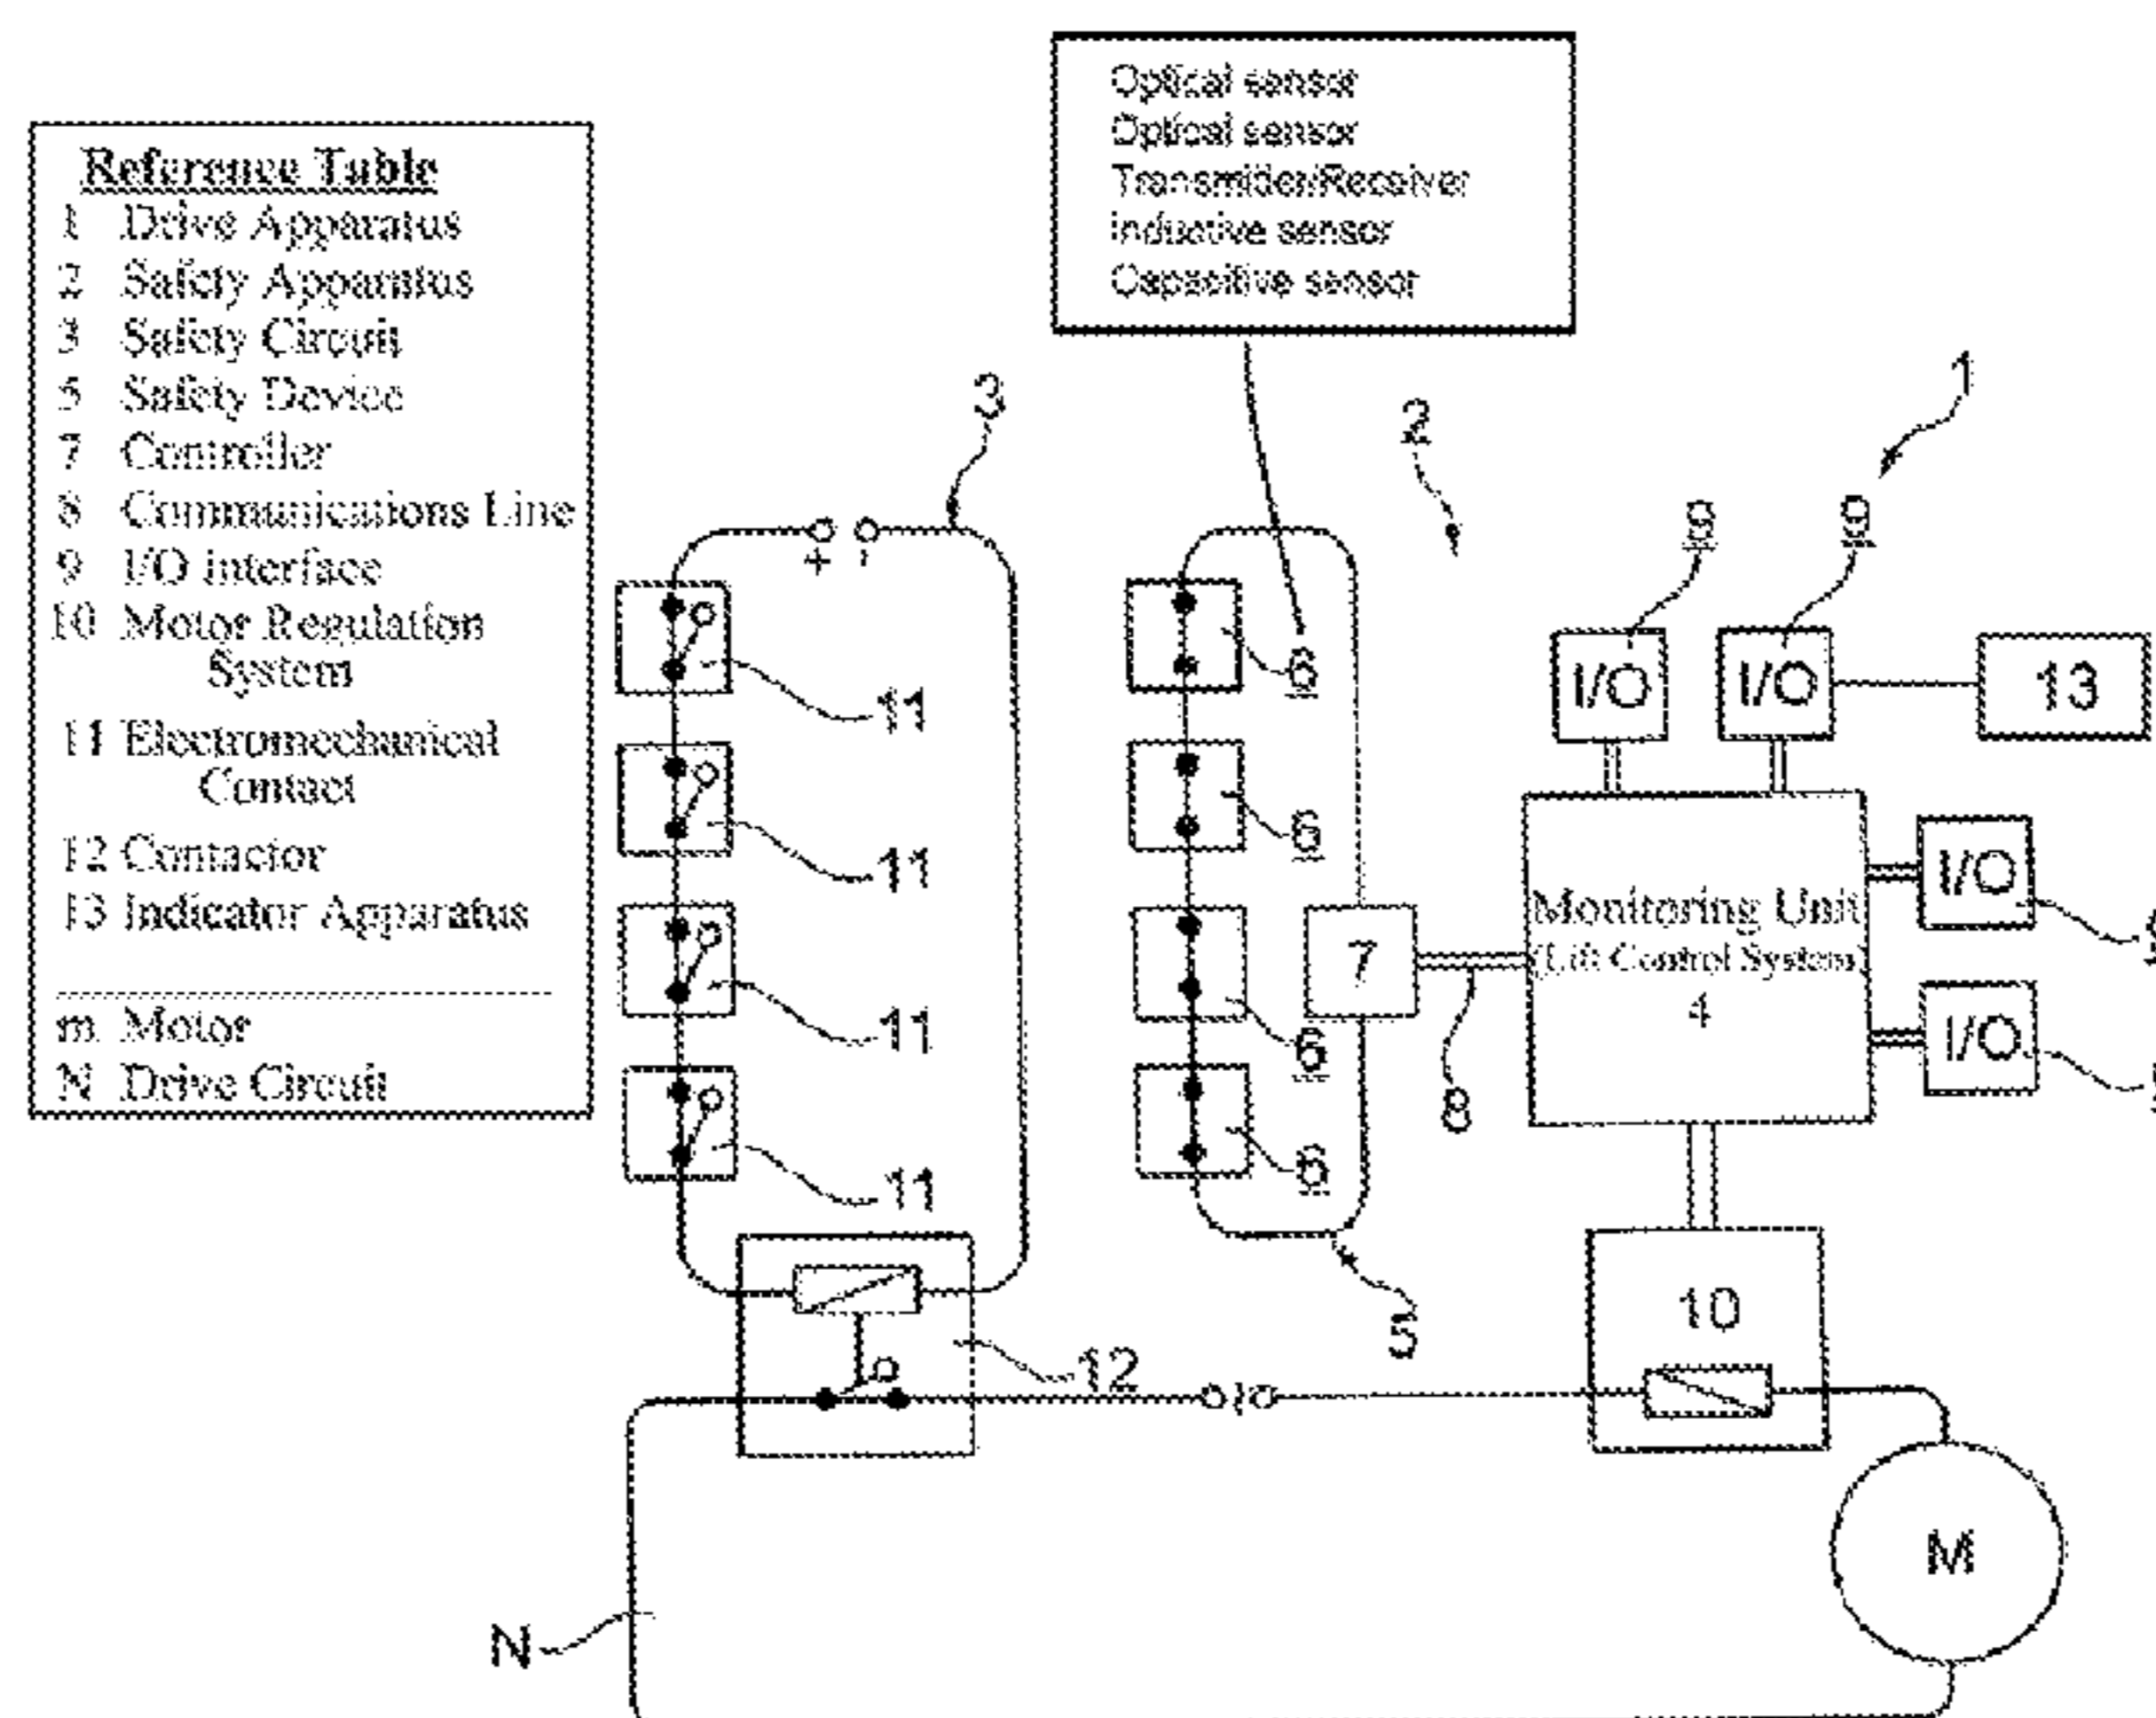 Reference Table
1 Drive Apparatus
2 Safety Apparatus
3 Safety Circuit
5 Safety Device
7 Controller
8 Communications Line
9 I/O interface
10 Motor Regulation
System
11 Electromechanical
Contact
12 Contactor
13 Indicator Apparatus
m Motor
N Drive Circuit
Optical sensor
Optical sensor
Transmitter/Receiver
inductive sensor
Capacitive sensor
3
2
1
9
9
+ -
I/O
I/O
13
11
6
11
6
I/O
9
Monitoring Unit
(Lift Control System)
4
7
11
6
I/O
8
11
6
5
10
12
M
N